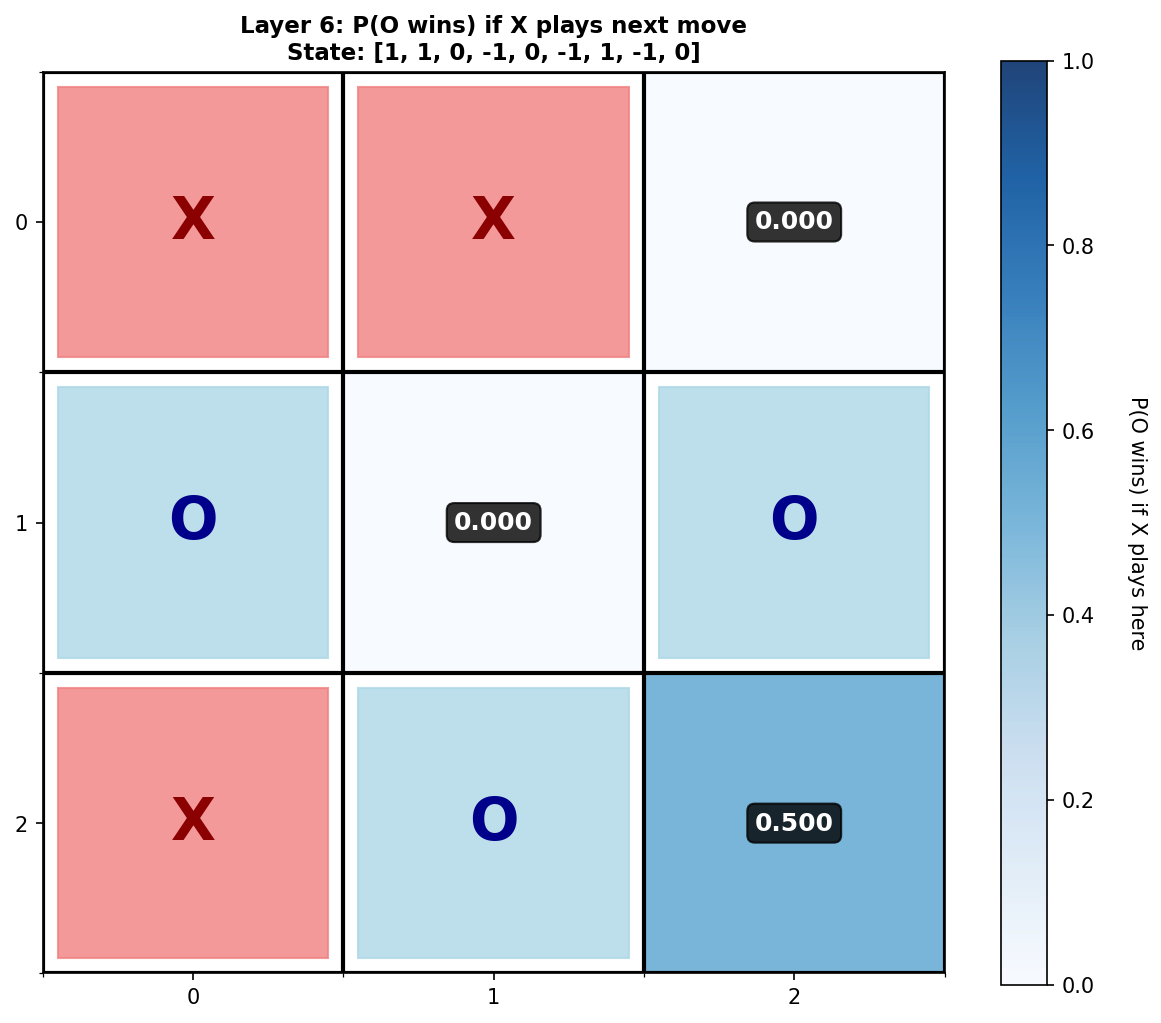 Layer 6: P(O wins) if X plays next move
State: [1, 1, 0, -1, 0, -1, 1, -1, 0]
X X 0.000
O 0.000 O
X O 0.500
0
1
2
0 1 2
1.0
0.8
0.6
0.4
0.2
0.0
P(O wins) if X plays here